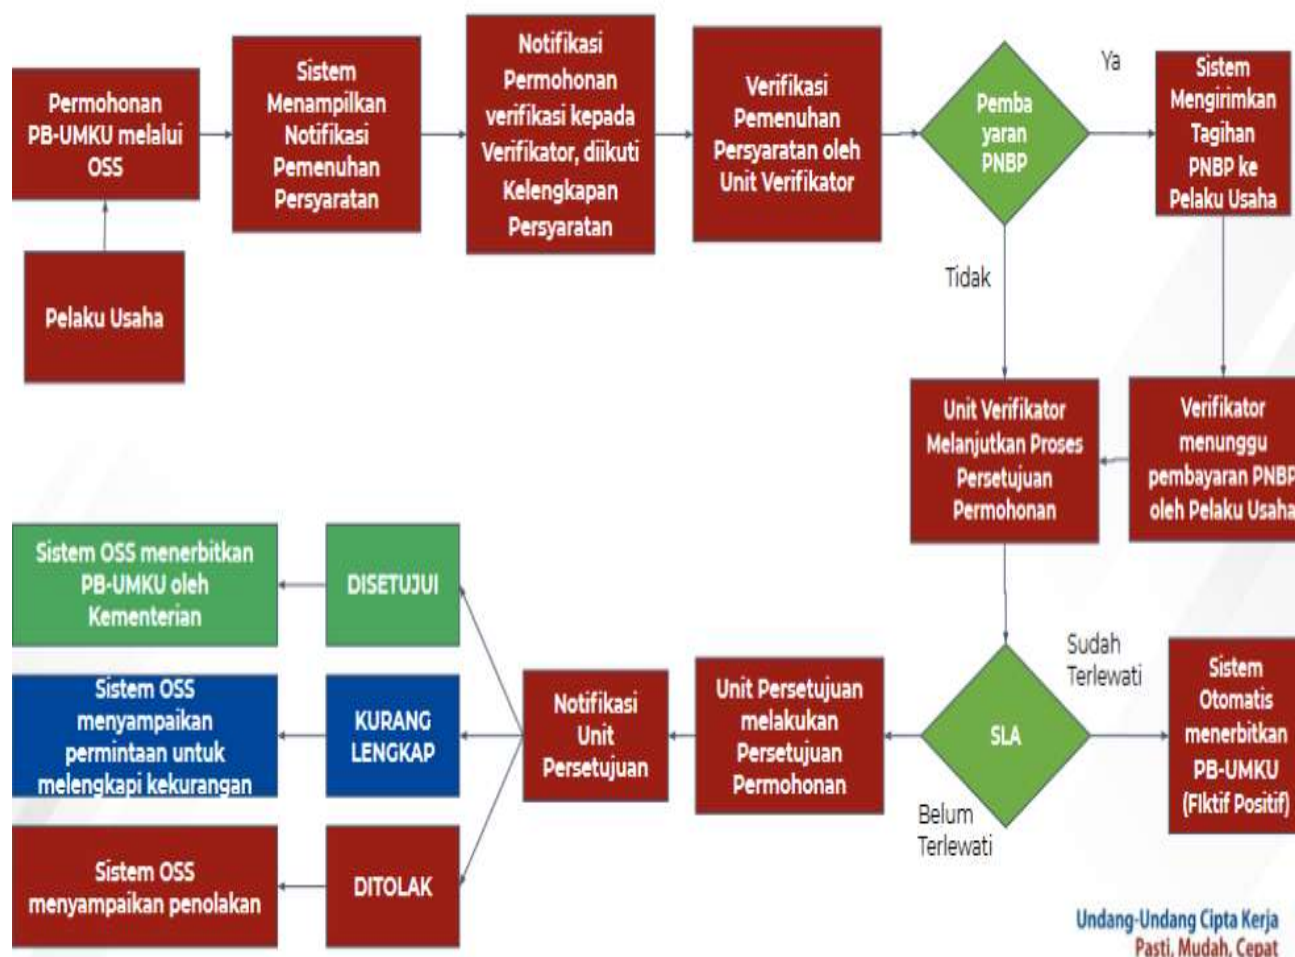 Permohonan
PB-UMKU melalui
OSS
Pelaku Usaha
Sistem
Menampilkan
Notifikasi
Pemenuhan
Persyaratan
Notifikasi
Permohonan
verifikasi kepada
Verifikator, diikuti
Kelengkapan
Persyaratan
Verifikasi
Pemenuhan
Persyaratan oleh
Unit Verifikator
Pemba
yaran
PNBP
Ya
Sistem
Mengirimkan
Tagihan
PNBP ke
Pelaku Usaha
Tidak
Unit Verifikator
Melanjutkan Proses
Persetujuan
Permohonan
Verifikator
menunggu
pembayaran PNBP
oleh Pelaku Usaha
SLA
Sudah
Terlewati
Sistem
Otomatis
menerbitkan
PB-UMKU
(FIktif Positif)
Belum
Terlewati
Unit Persetujuan
melakukan
Persetujuan
Permohonan
Notifikasi
Unit
Persetujuan
DISETUJUI
Sistem OSS menerbitkan
PB-UMKU oleh
Kementerian
KURANG
LENGKAP
Sistem OSS
menyampaikan
permintaan untuk
melengkapi kekurangan
DITOLAK
Sistem OSS
menyampaikan penolakan
Undang-Undang Cipta Kerja
Pasti, Mudah, Cepat